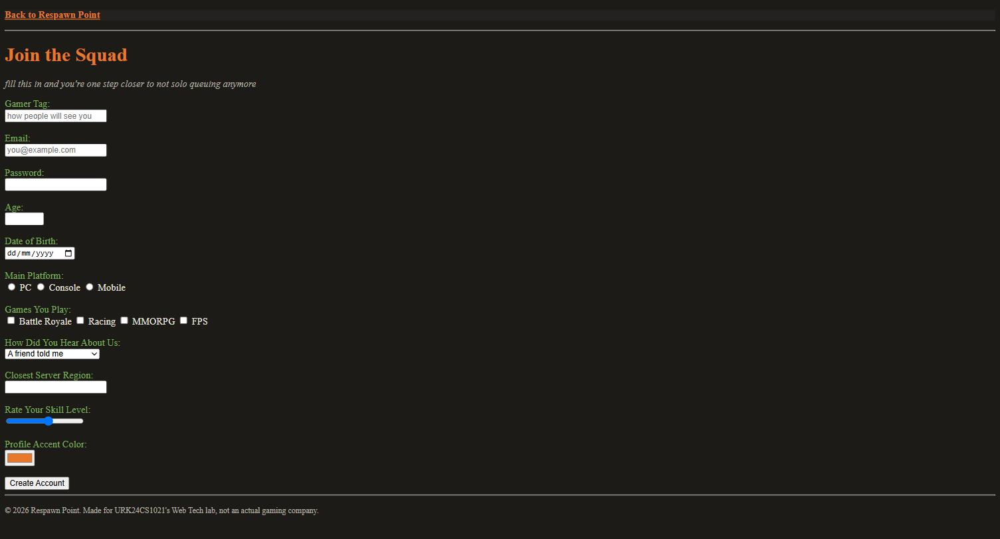 Back to Respawn Point
Join the Squad
fill this in and you're one step closer to not solo queuing anymore
Gamer Tag:
how people will see you
Email:
you@example.com
Password:
Age:
Date of Birth:
dd/mm/yyyy
Main Platform:
PC Console Mobile
Games You Play:
Battle Royale Racing MMORPG FPS
How Did You Hear About Us:
A friend told me
Closest Server Region:
Rate Your Skill Level:
Profile Accent Color:
Create Account
© 2026 Respawn Point. Made for URK24CS1021's Web Tech lab, not an actual gaming company.